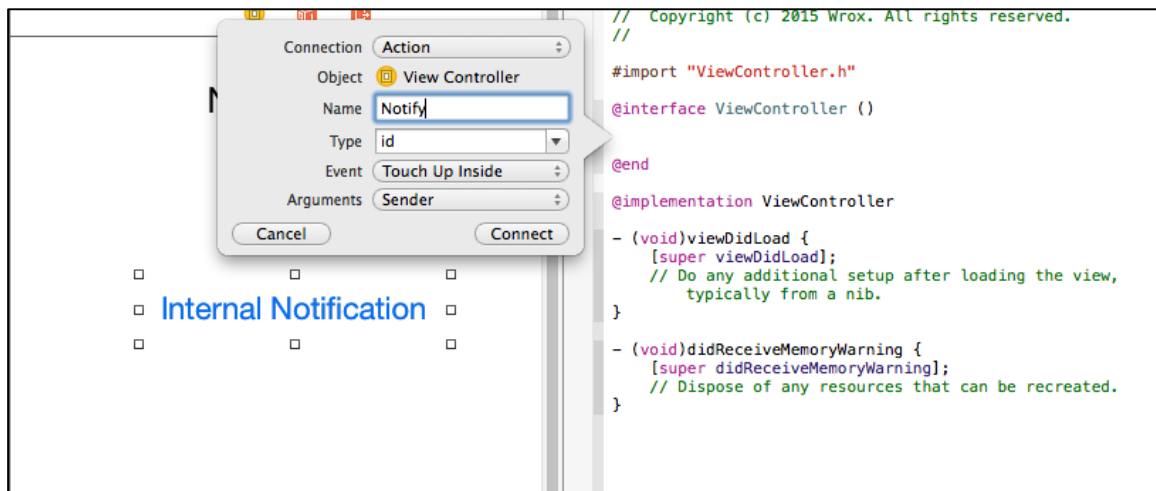 Connection Action
Object View Controller
Name Notify
Type id
Event Touch Up Inside
Arguments Sender
Cancel Connect
Internal Notification
//  Copyright (c) 2015 Wrox. All rights reserved.
//
#import "ViewController.h"
@interface ViewController ()
@end
@implementation ViewController
- (void)viewDidLoad {
[super viewDidLoad];
// Do any additional setup after loading the view,
typically from a nib.
}
- (void)didReceiveMemoryWarning {
[super didReceiveMemoryWarning];
// Dispose of any resources that can be recreated.
}